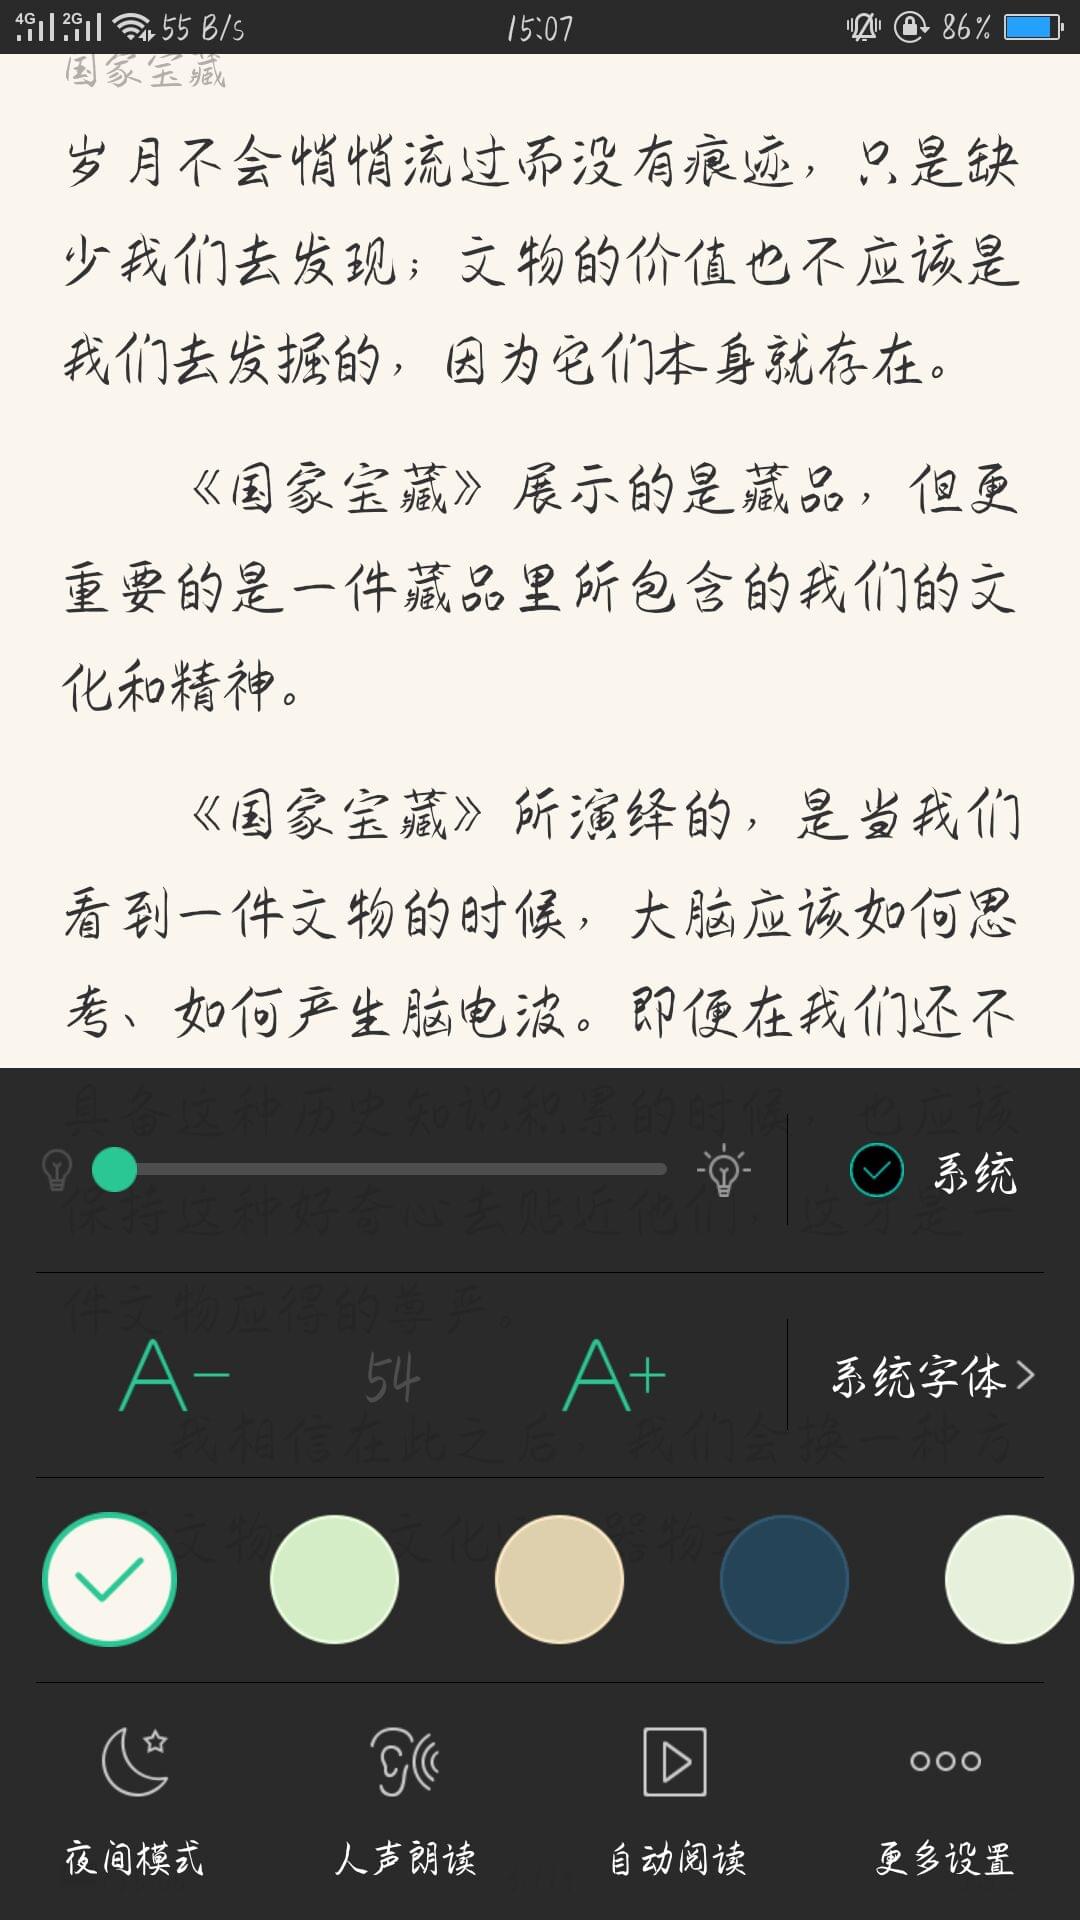 4G 2G 55 B/s 15:07 86%
国家宝藏
岁月不会悄悄流过而没有痕迹，只是缺
少我们去发现；文物的价值也不应该是
我们去发掘的，因为它们本身就存在。
《国家宝藏》展示的是藏品，但更
重要的是一件藏品里所包含的我们的文
化和精神。
《国家宝藏》所演绎的，是当我们
看到一件文物的时候，大脑应该如何思
考、如何产生脑电波。即便在我们还不
具备这种历史知识积累的时候，也应该
系统
保持这种好奇心去贴近他们，这才是一
件文物应得的尊严。
A− 54 A+ 系统字体
我相信在此之后，我们会换一种方
夜间模式 人声朗读 自动阅读 更多设置